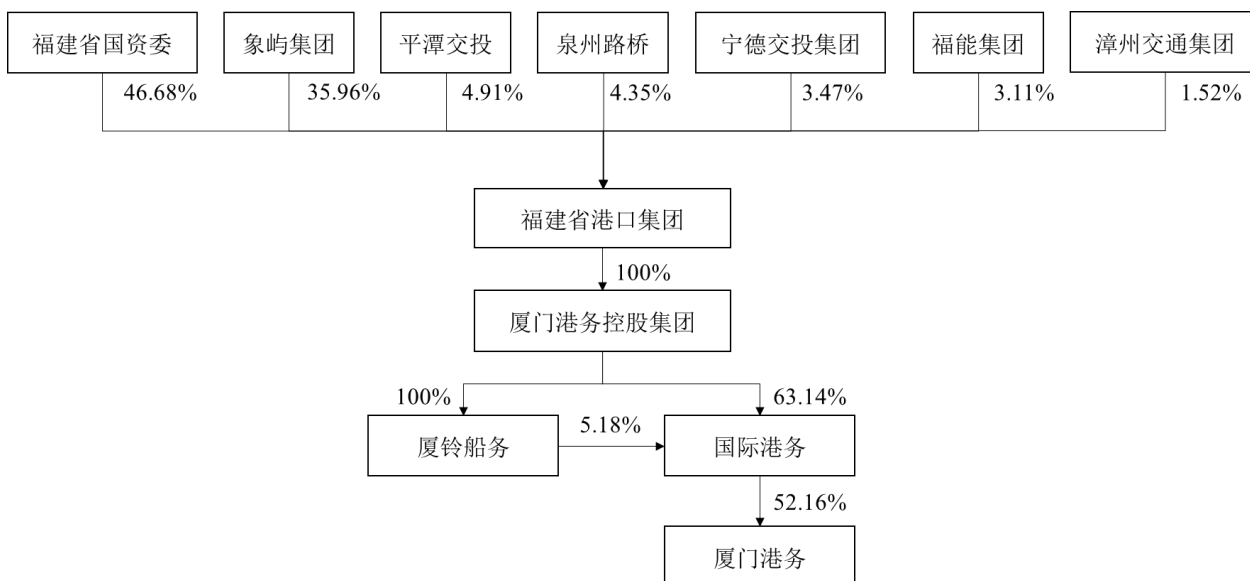 福建省国资委
象屿集团
平潭交投
泉州路桥
宁德交投集团
福能集团
漳州交通集团
46.68%
35.96%
4.91%
4.35%
3.47%
3.11%
1.52%
福建省港口集团
100%
厦门港务控股集团
100%
63.14%
厦铃船务
5.18%
国际港务
52.16%
厦门港务